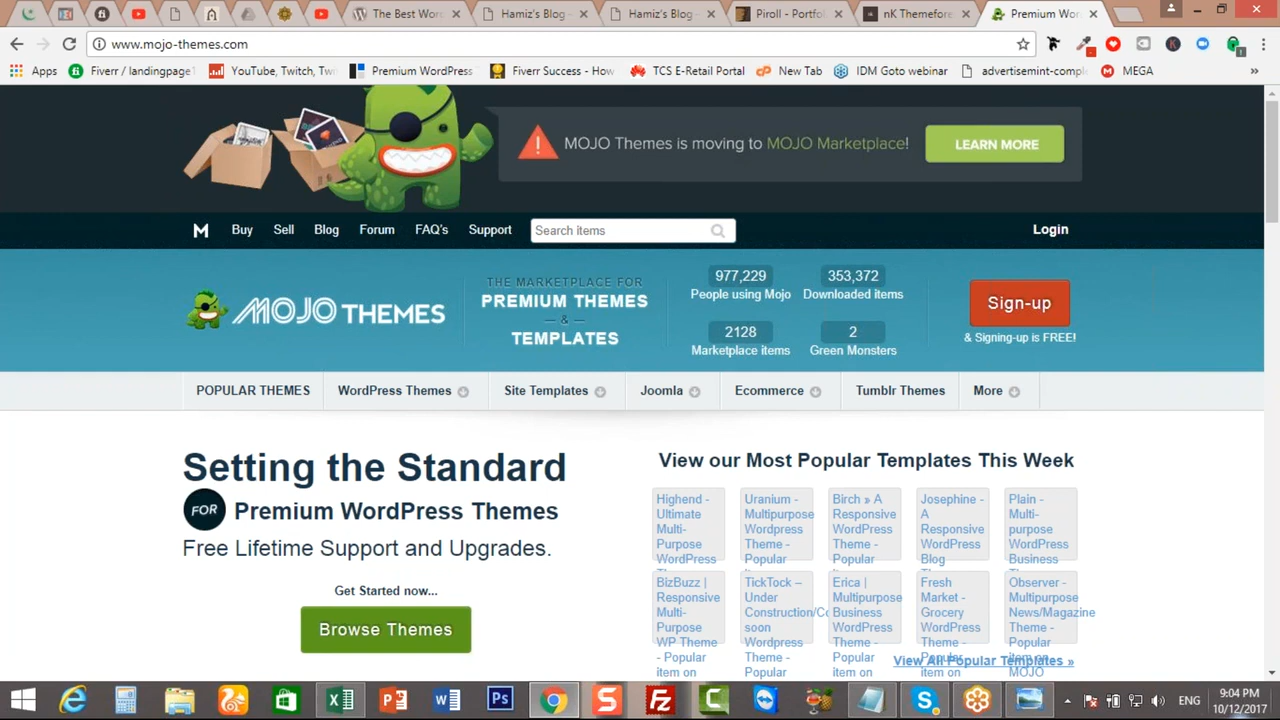 The Best Wor
Hamiz's Blog -
Hamiz's Blog -
Piroll - Portfo
nK Themefore
Premium Wor
www.mojo-themes.com
Apps
Fiverr / landingpage
YouTube, Twitch, Twi
Premium WordPress
Fiverr Success - How
TCS E-Retail Portal
New Tab
IDM Goto webinar
advertisemint-comple
MEGA
MOJO Themes is moving to MOJO Marketplace!
LEARN MORE
M Buy Sell Blog Forum FAQ's Support Search items Login
MOJO THEMES
THE MARKETPLACE FOR
PREMIUM THEMES
— & —
TEMPLATES
977,229
People using Mojo
353,372
Downloaded items
2128
Marketplace items
2
Green Monsters
Sign-up
& Signing-up is FREE!
POPULAR THEMES WordPress Themes Site Templates Joomla Ecommerce Tumblr Themes More
Setting the Standard
FOR Premium WordPress Themes
Free Lifetime Support and Upgrades.
Get Started now...
Browse Themes
View our Most Popular Templates This Week
Highend -
Ultimate
Multi-
Purpose
WordPress
Uranium -
Multipurpose
Wordpress
Theme -
Popular
Birch » A
Responsive
WordPress
Theme -
Popular
Josephine -
A
Responsive
WordPress
Blog
Plain -
Multi-
purpose
WordPress
Business
BizBuzz |
Responsive
Multi-
Purpose
WP Theme
- Popular
item on
TickTock –
Under
Construction/Co
soon
Wordpress
Theme -
Popular
Erica |
Multipurpose
Business
WordPress
Theme -
Popular
item on
Fresh
Market -
Grocery
WordPress
Theme -
Popular
item on
Observer -
Multipurpose
News/Magazine
Theme -
Popular
item on
MOJO
View All Popular Templates »
ENG
9:04 PM
10/12/2017